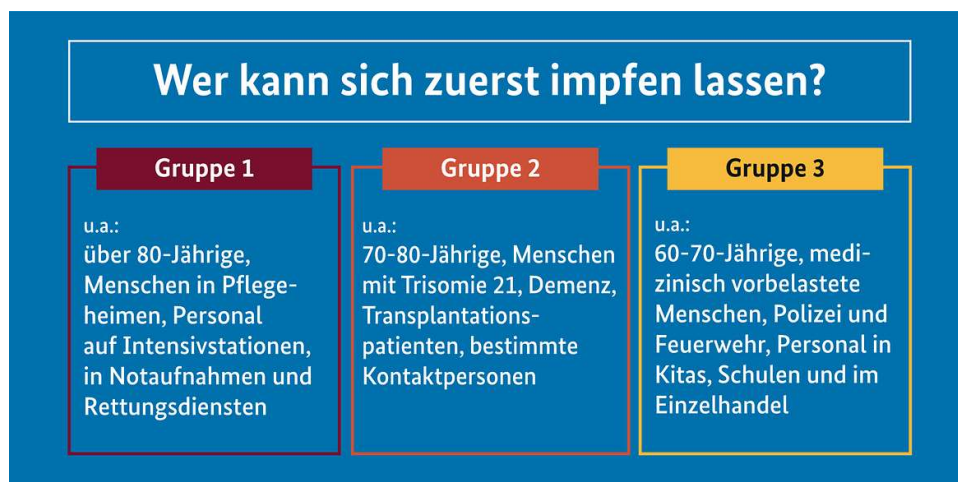 Wer kann sich zuerst impfen lassen?
Gruppe 1
u.a.:
über 80-Jährige,
Menschen in Pflege-
heimen, Personal
auf Intensivstationen,
in Notaufnahmen und
Rettungsdiensten
Gruppe 2
u.a.:
70-80-Jährige, Menschen
mit Trisomie 21, Demenz,
Transplantations-
patienten, bestimmte
Kontaktpersonen
Gruppe 3
u.a.:
60-70-Jährige, medi-
zinisch vorbelastete
Menschen, Polizei und
Feuerwehr, Personal in
Kitas, Schulen und im
Einzelhandel